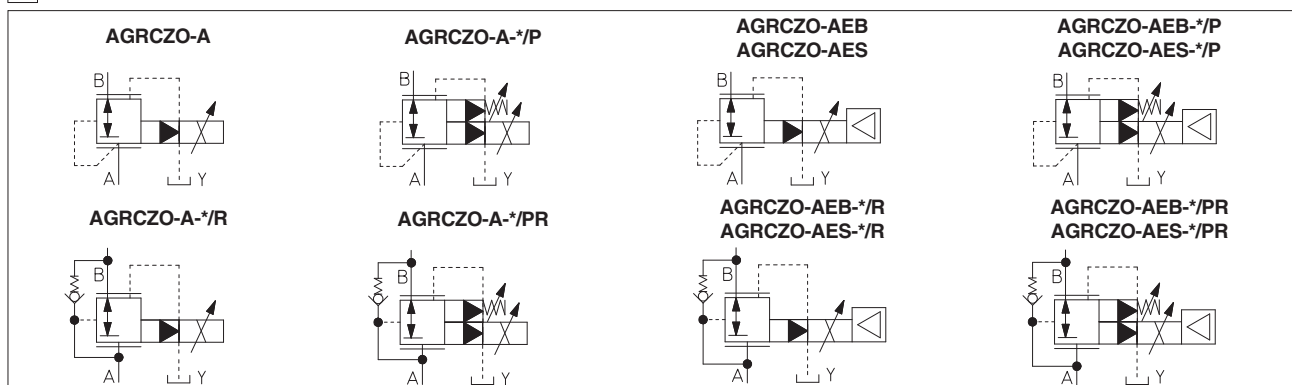 AGRCZO-A
B
A
Y
AGRCZO-A-*/P
B
A
Y
AGRCZO-AEB
AGRCZO-AES
B
A
Y
AGRCZO-AEB-*/P
AGRCZO-AES-*/P
B
A
Y
AGRCZO-A-*/R
B
A
Y
AGRCZO-A-*/PR
B
A
Y
AGRCZO-AEB-*/R
AGRCZO-AES-*/R
B
A
Y
AGRCZO-AEB-*/PR
AGRCZO-AES-*/PR
B
A
Y